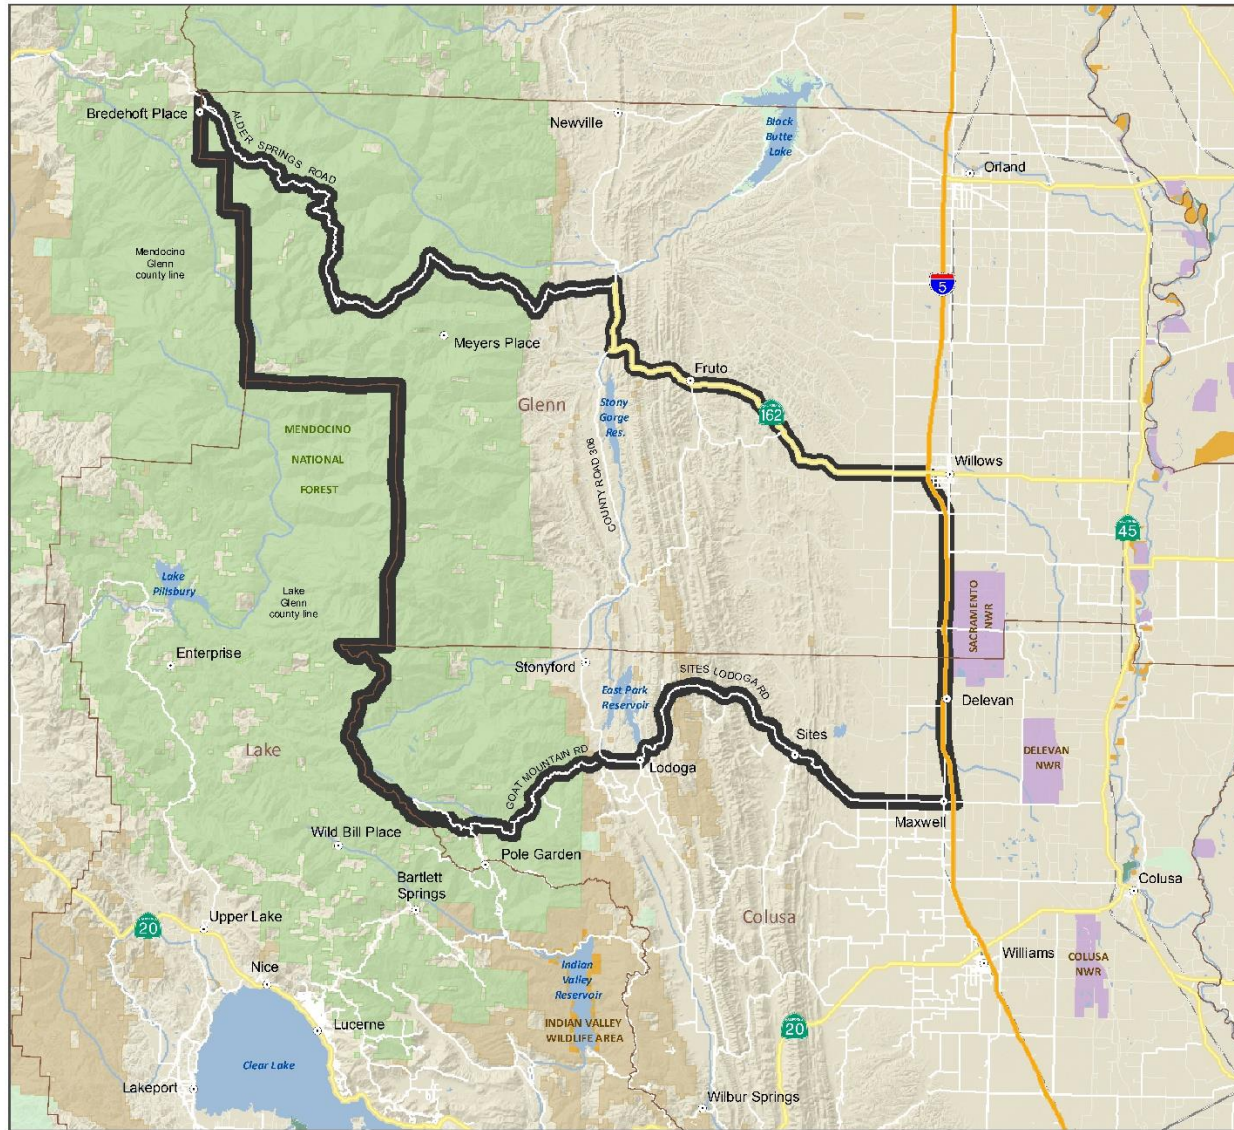 Bredehoft Place
ALDER SPRINGS ROAD
Newville
Black
Butte
Lake
Orland
Mendocino
Glenn
county line
5
Meyers Place
Fruto
Glenn
Stony
Gorge
Res.
162
MENDOCINO
NATIONAL
FOREST
COUNTY ROAD 306
Willows
45
Lake
Pillsbury
Lake
Glenn
county line
SACRAMENTO
NWR
Enterprise
Stonyford
SITES LODOGA RD
East Park
Reservoir
Delevan
Lake
Sites
DELEVAN
NWR
GOAT MOUNTAIN RD
Lodoga
Maxwell
Wild Bill Place
Pole Garden
Bartlett
Springs
Colusa
Colusa
20
Upper Lake
Williams
COLUSA
NWR
Nice
Indian
Valley
Reservoir
INDIAN VALLEY
WILDLIFE AREA
Lucerne
CALIFORNIA
20
Clear Lake
Lakeport
Wilbur Springs